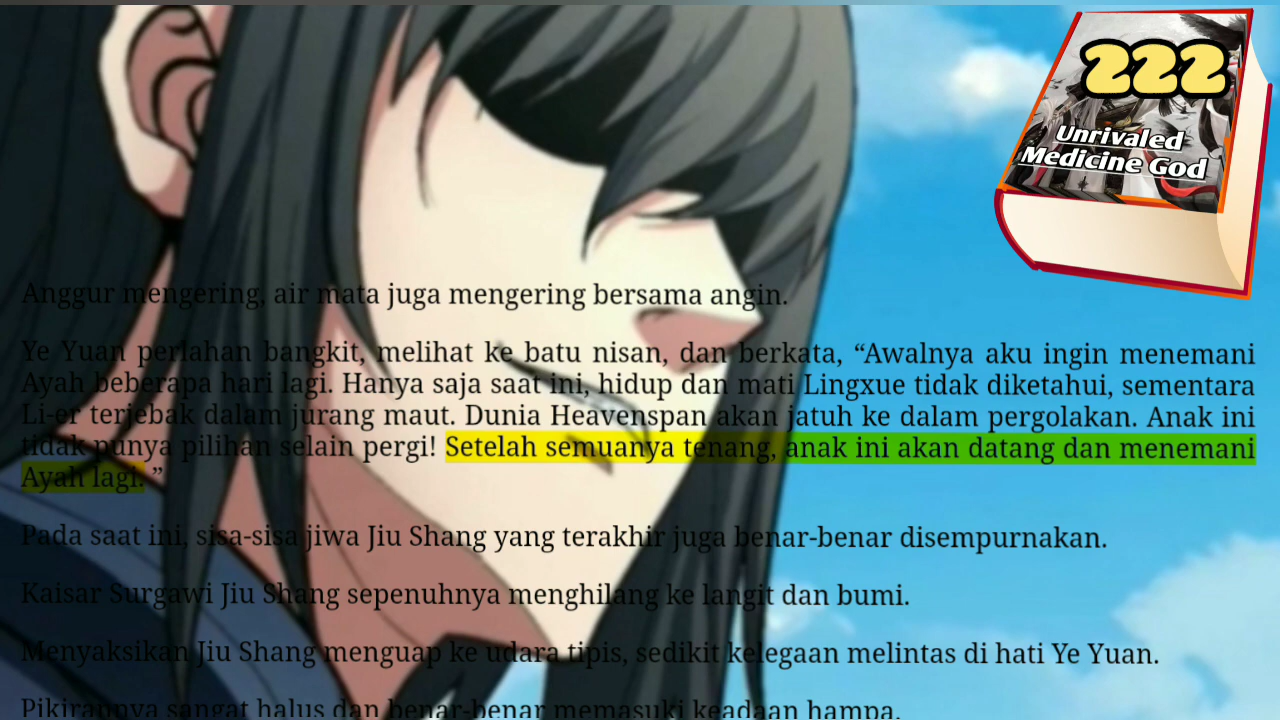 222
Unrivaled
Medicine God
Anggur mengering, air mata juga mengering bersama angin.
Ye Yuan perlahan bangkit, melihat ke batu nisan, dan berkata, “Awalnya aku ingin menemani
Ayah beberapa hari lagi. Hanya saja saat ini, hidup dan mati Lingxue tidak diketahui, sementara
Li-er terjebak dalam jurang maut. Dunia Heavenspan akan jatuh ke dalam pergolakan. Anak ini
tidak punya pilihan selain pergi! Setelah semuanya tenang, anak ini akan datang dan menemani
Ayah lagi. ”
Pada saat ini, sisa-sisa jiwa Jiu Shang yang terakhir juga benar-benar disempurnakan.
Kaisar Surgawi Jiu Shang sepenuhnya menghilang ke langit dan bumi.
Menyaksikan Jiu Shang menguap ke udara tipis, sedikit kelegaan melintas di hati Ye Yuan.
Pikirannya sangat halus dan benar-benar memasuki keadaan hampa.